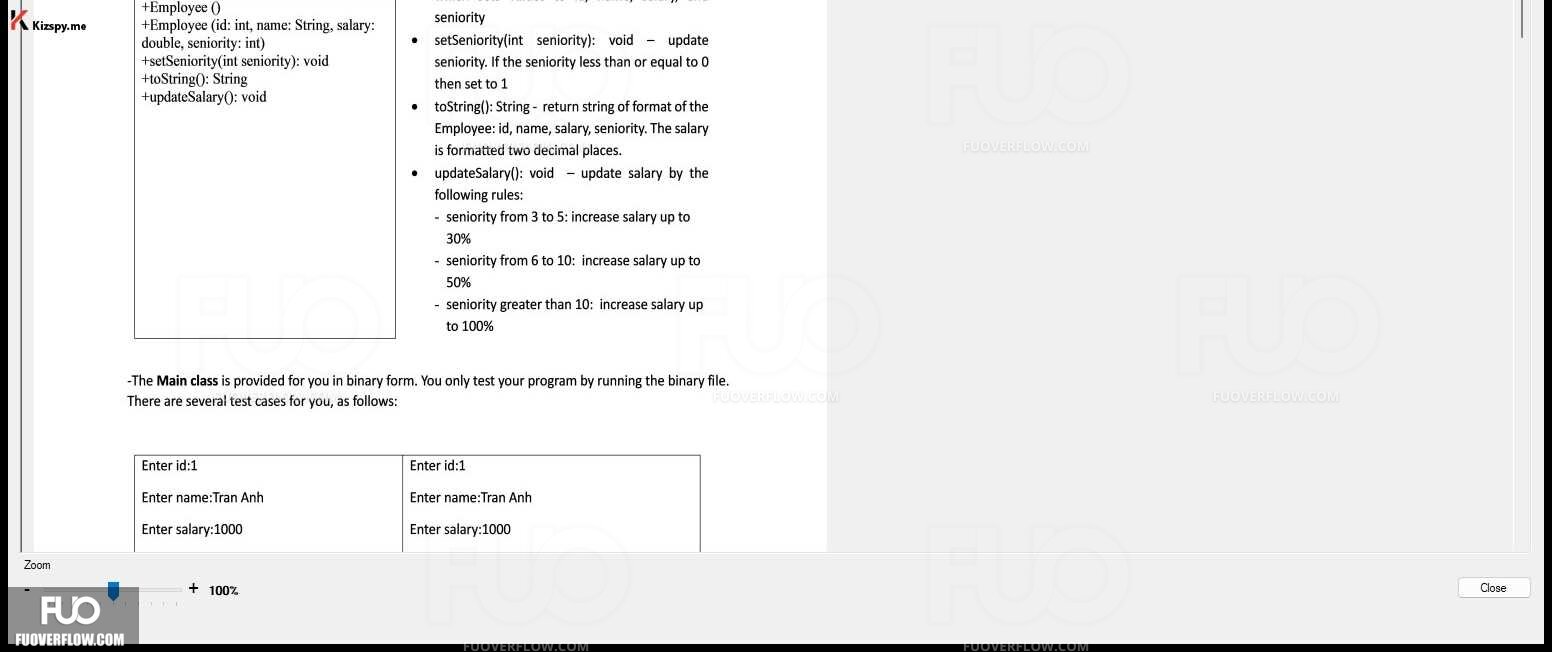 Kizspy.me
+Employee ()
+Employee (id: int, name: String, salary:
double, seniority: int)
+setSeniority(int seniority): void
+toString(): String
+updateSalary(): void
seniority
• setSeniority(int seniority): void – update
seniority. If the seniority less than or equal to 0
then set to 1
• toString(): String - return string of format of the
Employee: id, name, salary, seniority. The salary
is formatted two decimal places.
• updateSalary(): void – update salary by the
following rules:
- seniority from 3 to 5: increase salary up to
30%
- seniority from 6 to 10: increase salary up to
50%
- seniority greater than 10: increase salary up
to 100%
-The Main class is provided for you in binary form. You only test your program by running the binary file.
There are several test cases for you, as follows:
Enter id:1
Enter name:Tran Anh
Enter salary:1000
Enter id:1
Enter name:Tran Anh
Enter salary:1000
Zoom
- + 100%
Close
FUO
FUOVERFLOW.COM
FUO
FUOVERFLOW.COM
FUO
FUO
FUOVERFLOW.COM
FUO
FUOVERFLOW.COM
FUO
FUOVERFLOW.COM
FUO
FUOVERFLOW.COM